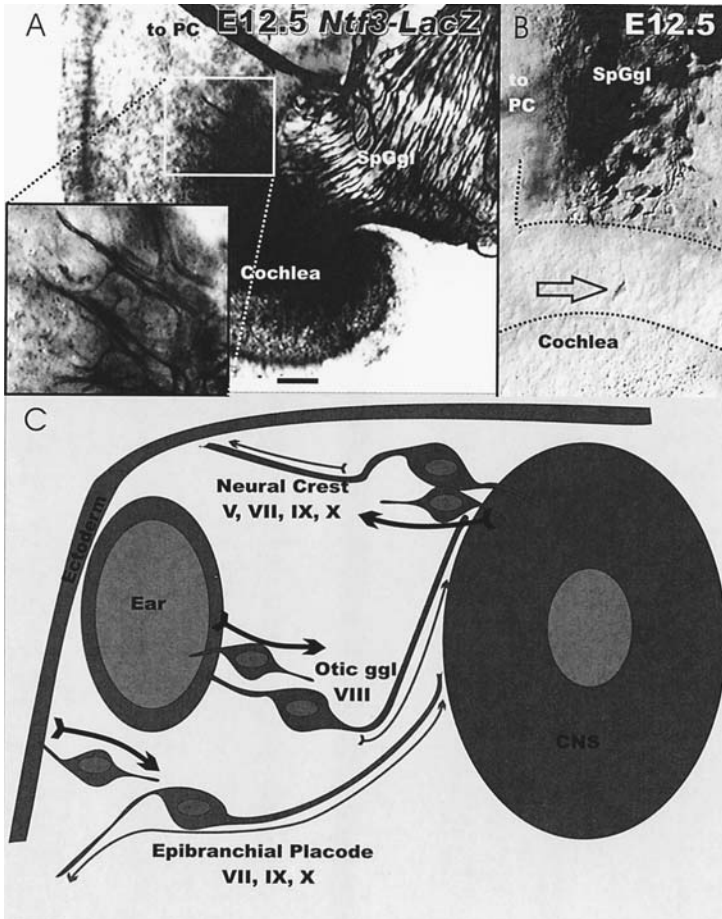 A
to PC
E12.5 Ntf3-LacZ
SpGgl
Cochlea
B
E12.5
to
PC
SpGgl
Cochlea
C
Ectoderm
Neural Crest
V, VII, IX, X
Ear
Otic ggl
VIII
CNS
Epibranchial Placode
VII, IX, X